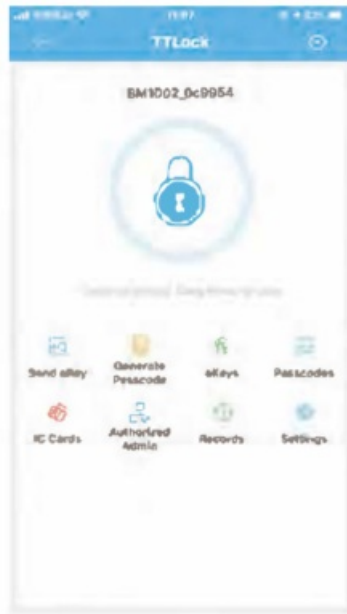 TTLock
BM1002_0c9954
Send eKey
Generate
Passcode
eKeys
Passcodes
IC Cards
Authorized
Admin
Records
Settings